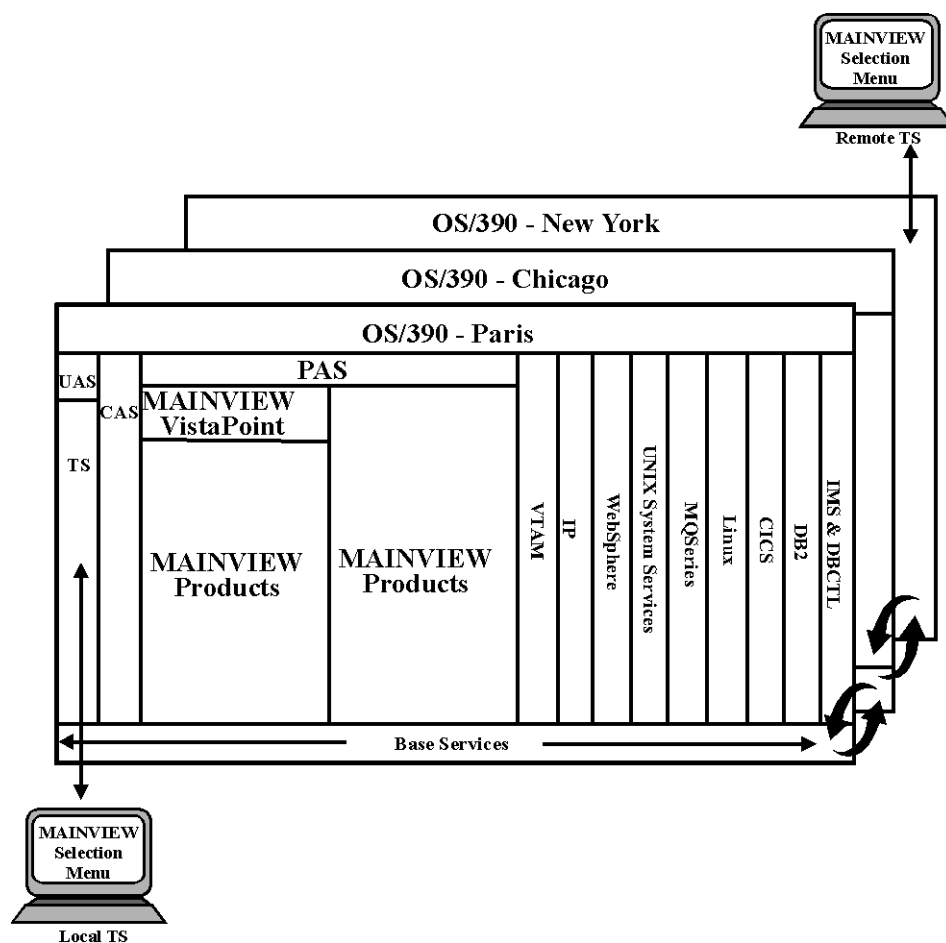 MAINVIEW
Selection
Menu
Remote TS
OS/390 - New York
OS/390 - Chicago
OS/390 - Paris
UAS
TS
CAS
PAS
MAINVIEW
VistaPoint
MAINVIEW
Products
MAINVIEW
Products
VTAM
IP
WebSphere
UNIX System Services
MQSeries
Linux
CICS
DB2
IMS & DBCTL
Base Services
MAINVIEW
Selection
Menu
Local TS